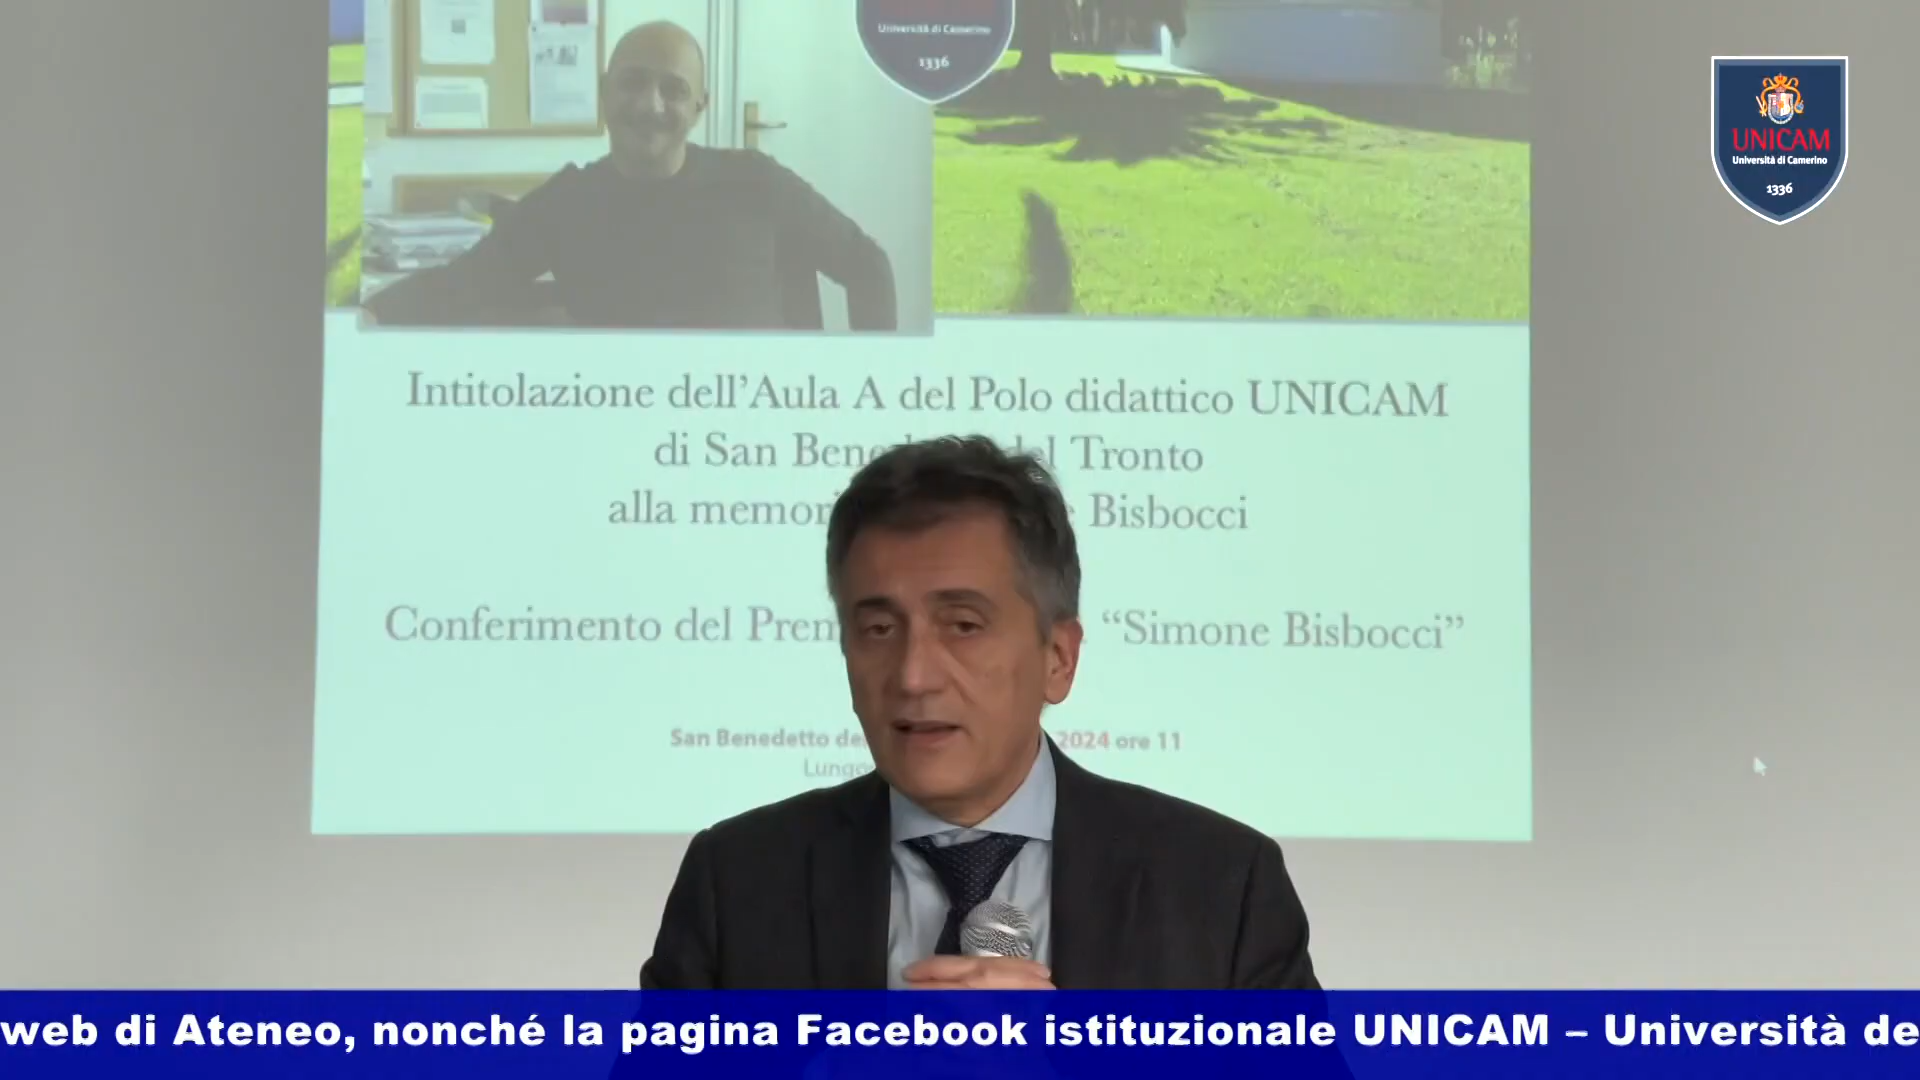 Università di Camerino
1336
UNICAM
Università di Camerino
1336
Intitolazione dell'Aula A del Polo didattico UNICAM
di San Bene del Tronto
alla memori Bisbocci
Conferimento del Prem “Simone Bisbocci”
San Benedetto de 2024 ore 11
Lungo
web di Ateneo, nonché la pagina Facebook istituzionale UNICAM – Università de